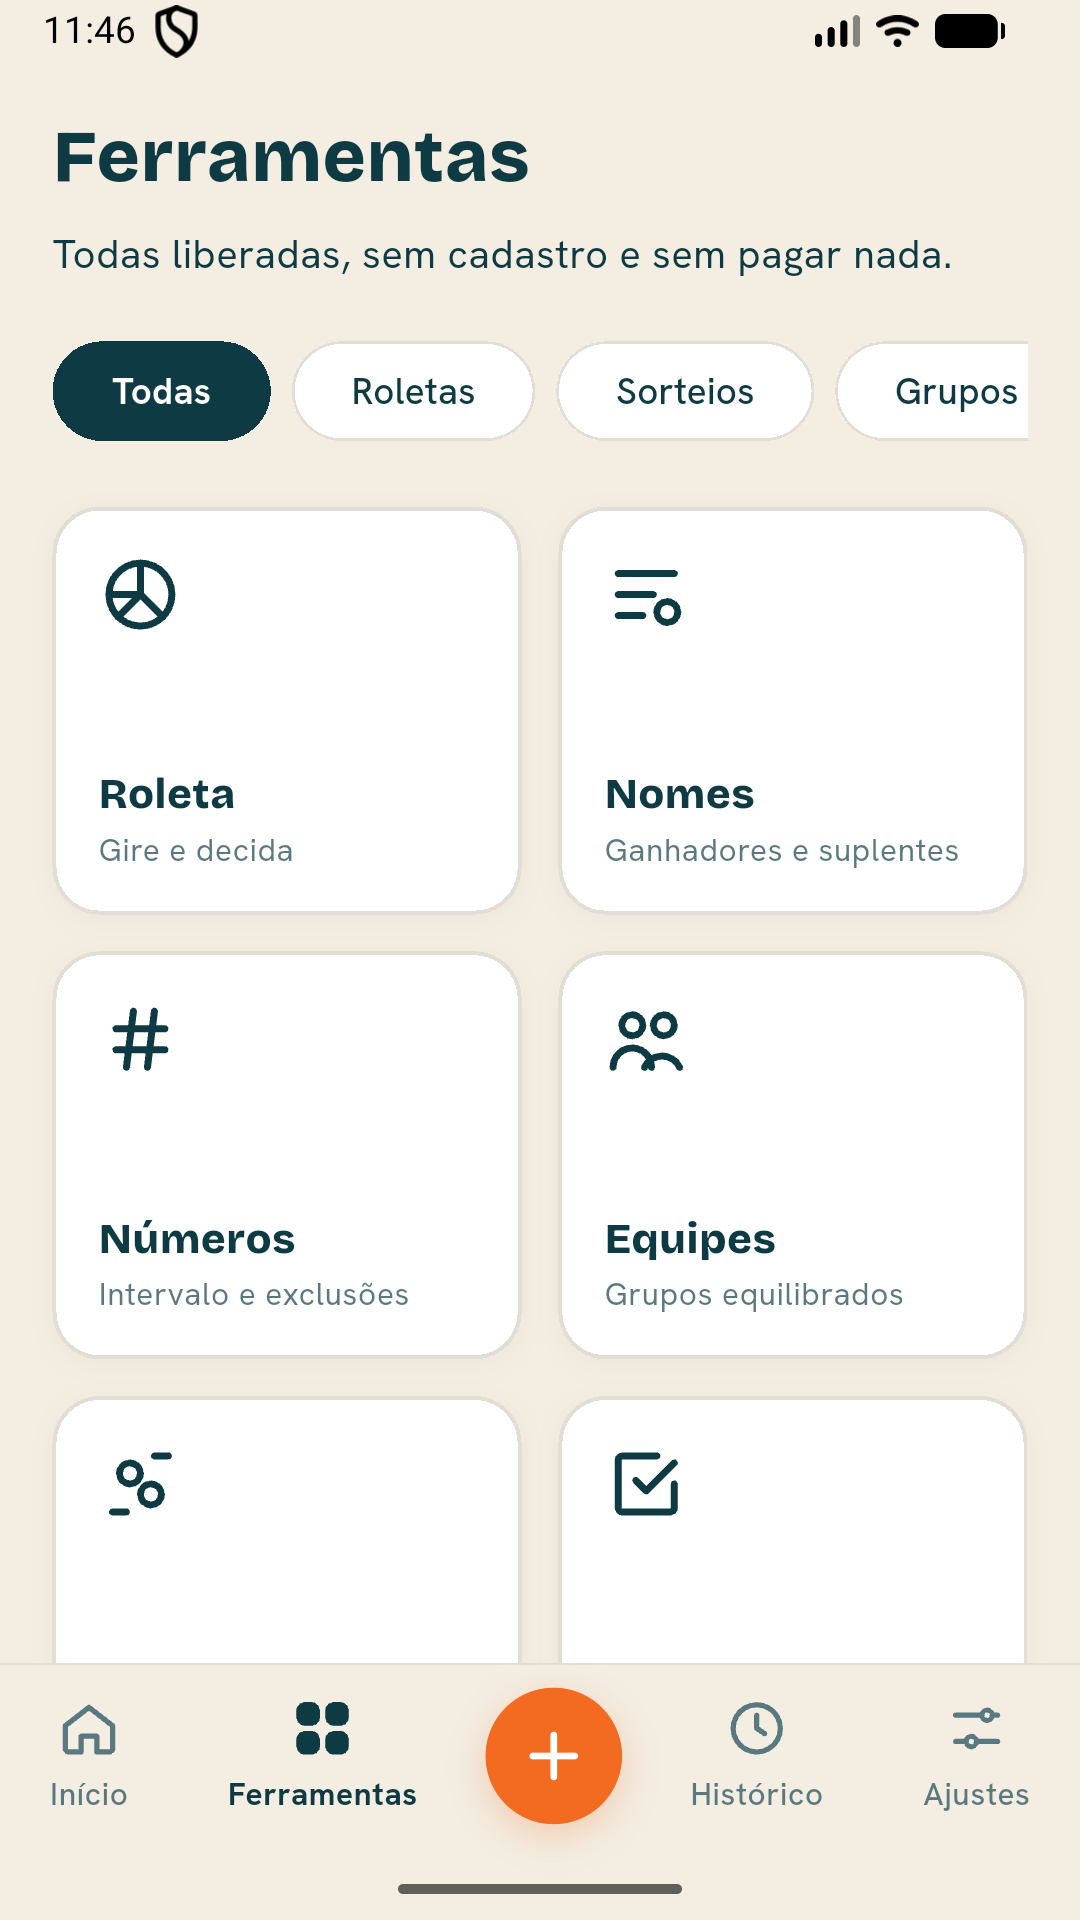 11:46
Ferramentas
Todas liberadas, sem cadastro e sem pagar nada.
Todas
Roletas
Sorteios
Grupos
Roleta
Gire e decida
Nomes
Ganhadores e suplentes
Números
Intervalo e exclusões
Equipes
Grupos equilibrados
Início
Ferramentas
Histórico
Ajustes